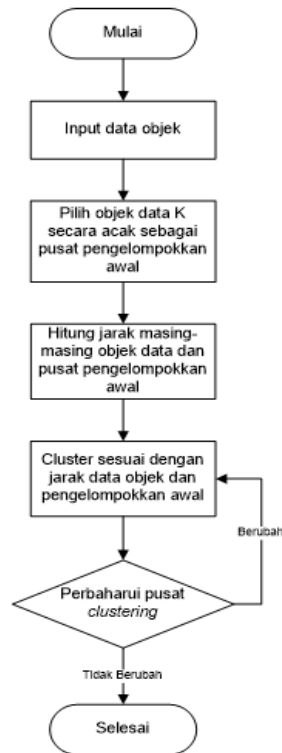 Mulai
Input data objek
Pilih objek data K
secara acak sebagai
pusat pengelompokkan
awal
Hitung jarak masing-
masing objek data dan
pusat pengelompokkan
awal
Cluster sesuai dengan
jarak data objek dan
pengelompokkan awal
Berubah
Perbaharui pusat
clustering
Tidak Berubah
Selesai